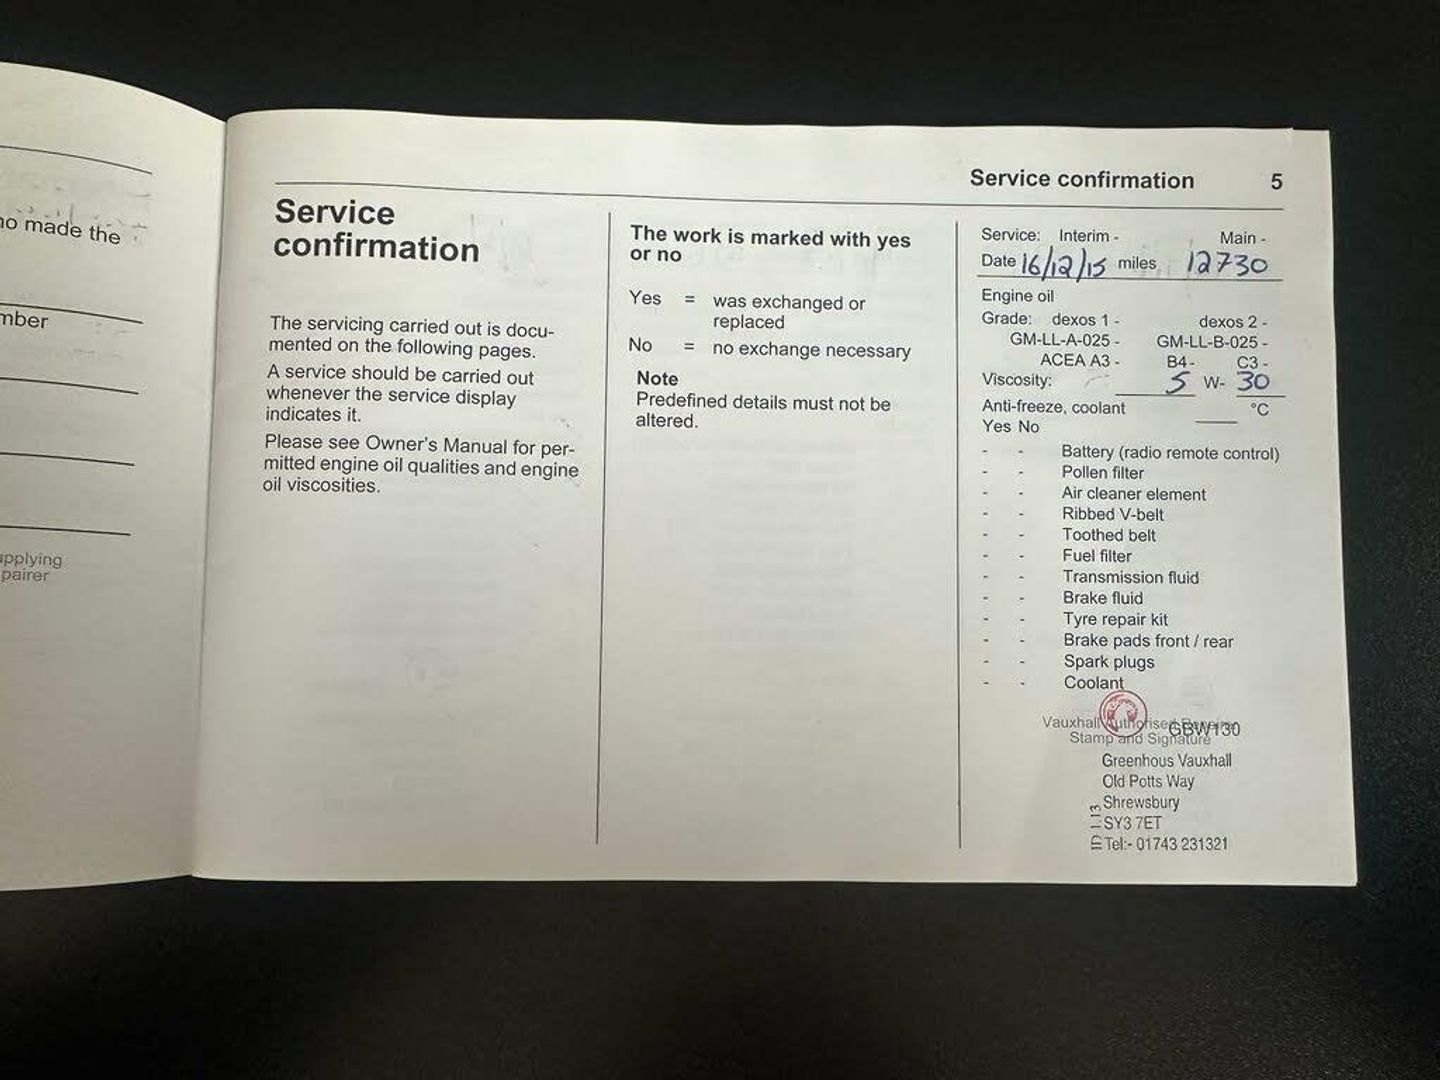 no made the
mber
upplying
pairer
Service confirmation 5
Service
confirmation
The servicing carried out is docu-
mented on the following pages.
A service should be carried out
whenever the service display
indicates it.
Please see Owner's Manual for per-
mitted engine oil qualities and engine
oil viscosities.
The work is marked with yes
or no
Yes = was exchanged or
replaced
No = no exchange necessary
Note
Predefined details must not be
altered.
Service: Interim - Main -
Date 16/12/15 miles 12730
Engine oil
Grade: dexos 1 - dexos 2 -
GM-LL-A-025 - GM-LL-B-025 -
ACEA A3 - B4- C3 -
Viscosity: 5 W- 30
Anti-freeze, coolant °C
Yes No
- - Battery (radio remote control)
- - Pollen filter
- - Air cleaner element
- - Ribbed V-belt
- - Toothed belt
- - Fuel filter
- - Transmission fluid
- - Brake fluid
- - Tyre repair kit
- - Brake pads front / rear
- - Spark plugs
- - Coolant
Vauxhall Authorised Repairer
GBW130
Stamp and Signature
Greenhous Vauxhall
Old Potts Way
Shrewsbury
SY3 7ET
Tel:- 01743 231321